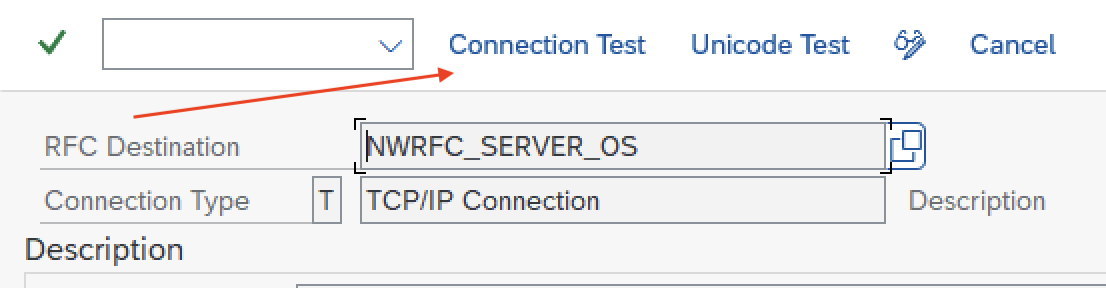 Connection Test Unicode Test Cancel
RFC Destination NWRFC_SERVER_OS
Connection Type T TCP/IP Connection Description
Description